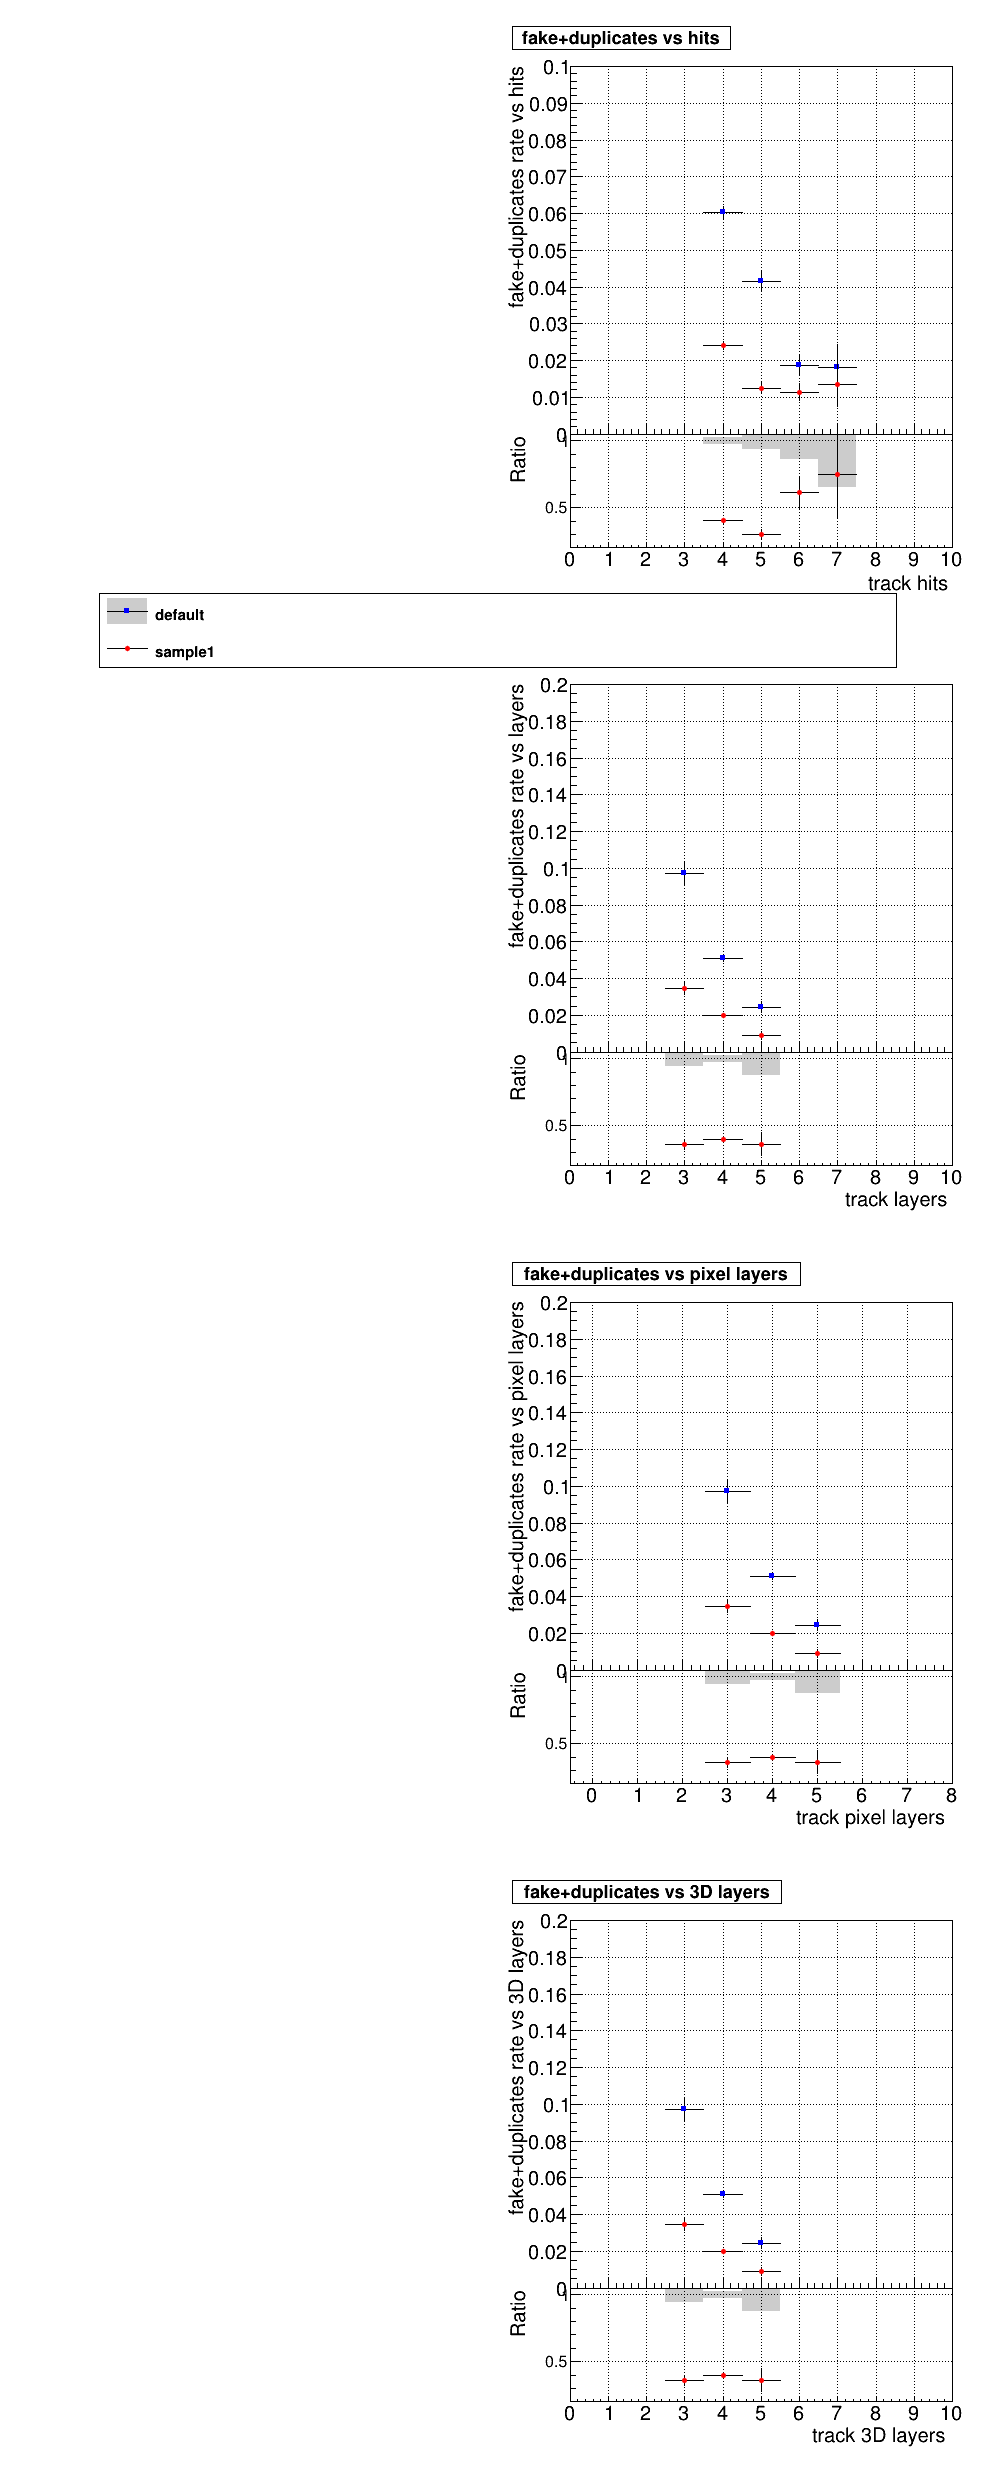 fake+duplicates vs hits
fake+duplicates rate vs hits
0.1
0.09
0.08
0.07
0.06
0.05
0.04
0.03
0.02
0.01
0
Ratio
1
0.5
0 1 2 3 4 5 6 7 8 9 10
track hits
default
sample1
fake+duplicates rate vs layers
0.2
0.18
0.16
0.14
0.12
0.1
0.08
0.06
0.04
0.02
0
Ratio
1
0.5
0 1 2 3 4 5 6 7 8 9 10
track layers
fake+duplicates vs pixel layers
fake+duplicates rate vs pixel layers
0.2
0.18
0.16
0.14
0.12
0.1
0.08
0.06
0.04
0.02
0
Ratio
1
0.5
0 1 2 3 4 5 6 7 8
track pixel layers
fake+duplicates vs 3D layers
fake+duplicates rate vs 3D layers
0.2
0.18
0.16
0.14
0.12
0.1
0.08
0.06
0.04
0.02
0
Ratio
1
0.5
0 1 2 3 4 5 6 7 8 9 10
track 3D layers